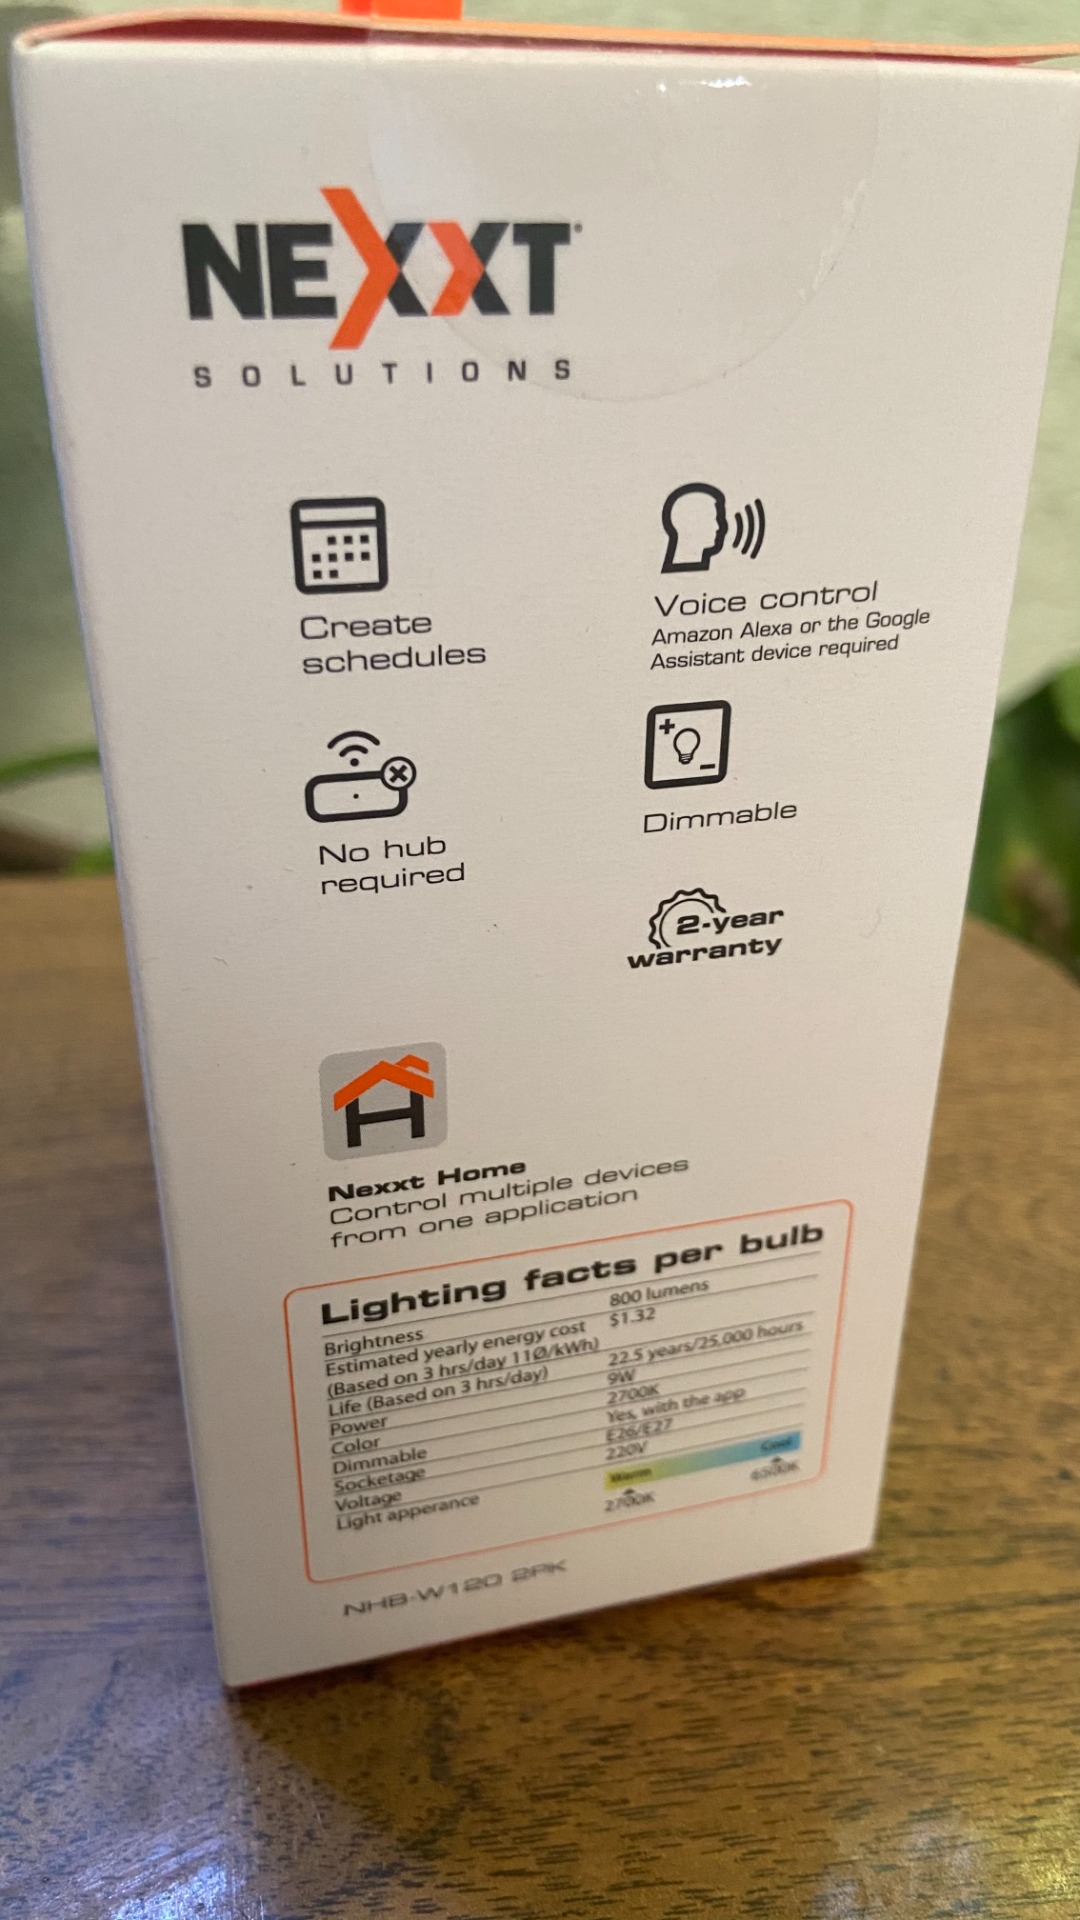 NEXXT
SOLUTIONS
Create
schedules
Voice control
Amazon Alexa or the Google
Assistant device required
No hub
required
Dimmable
2-year
warranty
Nexxt Home
Control multiple devices
from one application
Lighting facts per bulb
Brightness 800 lumens
Estimated yearly energy cost $1.32
(Based on 3 hrs/day 11Ø/kWh)
Life (Based on 3 hrs/day) 22.5 years/25,000 hours
Power 9W
Color 2700K
Dimmable Yes, with the app
Socketage E26/E27
Voltage 220V
Light apperance Warm Cool
2700K 6500K
NHB-W120 2PK